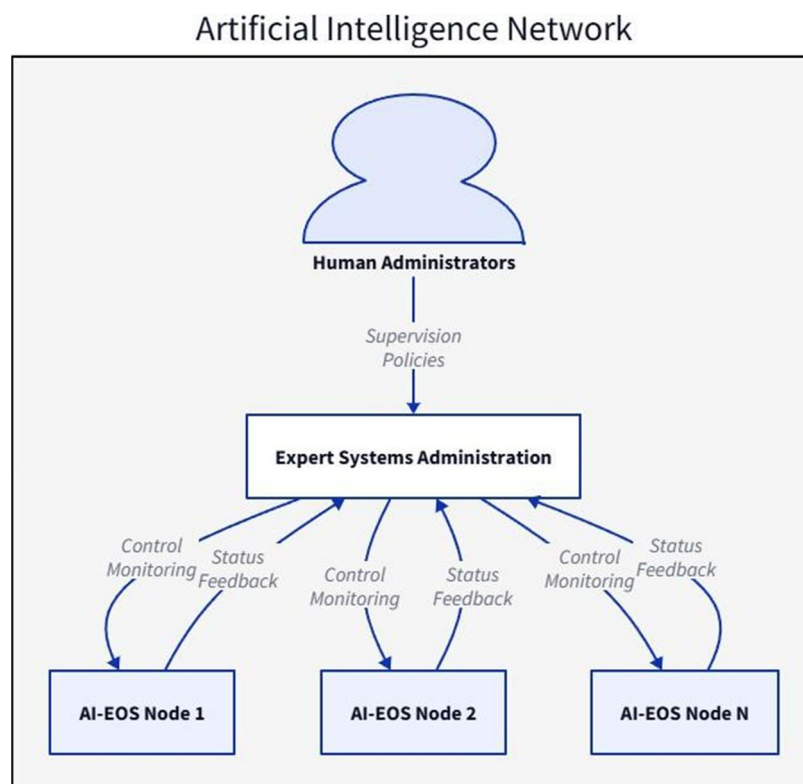 Artificial Intelligence Network
Human Administrators
Supervision
Policies
Expert Systems Administration
Control
Monitoring
Status
Feedback
Control
Monitoring
Status
Feedback
Control
Monitoring
Status
Feedback
AI-EOS Node 1
AI-EOS Node 2
AI-EOS Node N